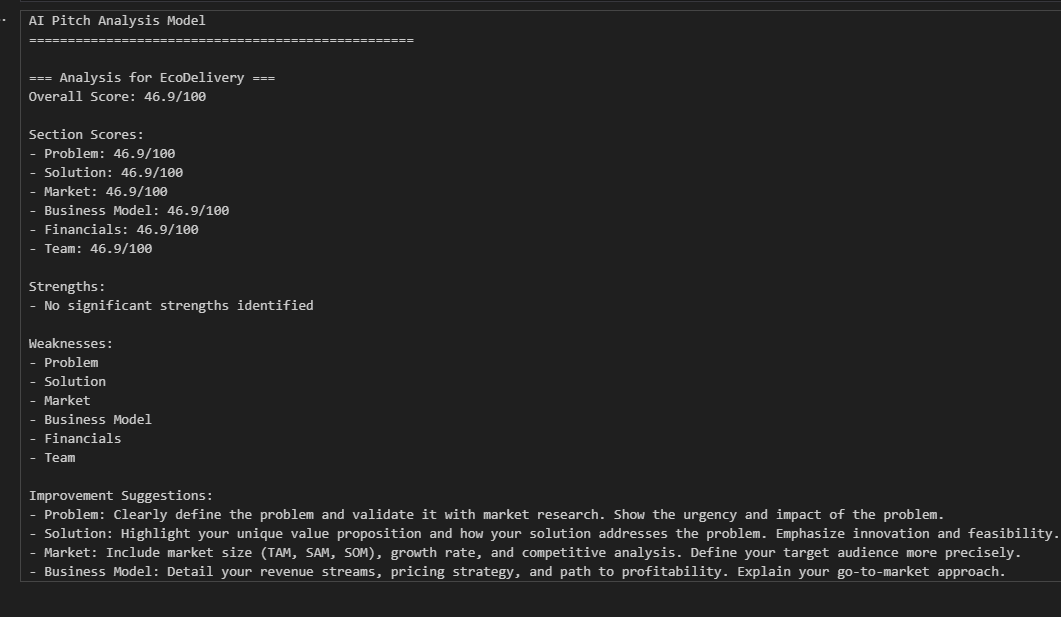 AI Pitch Analysis Model
==================================================
=== Analysis for EcoDelivery ===
Overall Score: 46.9/100
Section Scores:
- Problem: 46.9/100
- Solution: 46.9/100
- Market: 46.9/100
- Business Model: 46.9/100
- Financials: 46.9/100
- Team: 46.9/100
Strengths:
- No significant strengths identified
Weaknesses:
- Problem
- Solution
- Market
- Business Model
- Financials
- Team
Improvement Suggestions:
- Problem: Clearly define the problem and validate it with market research. Show the urgency and impact of the problem.
- Solution: Highlight your unique value proposition and how your solution addresses the problem. Emphasize innovation and feasibility.
- Market: Include market size (TAM, SAM, SOM), growth rate, and competitive analysis. Define your target audience more precisely.
- Business Model: Detail your revenue streams, pricing strategy, and path to profitability. Explain your go-to-market approach.